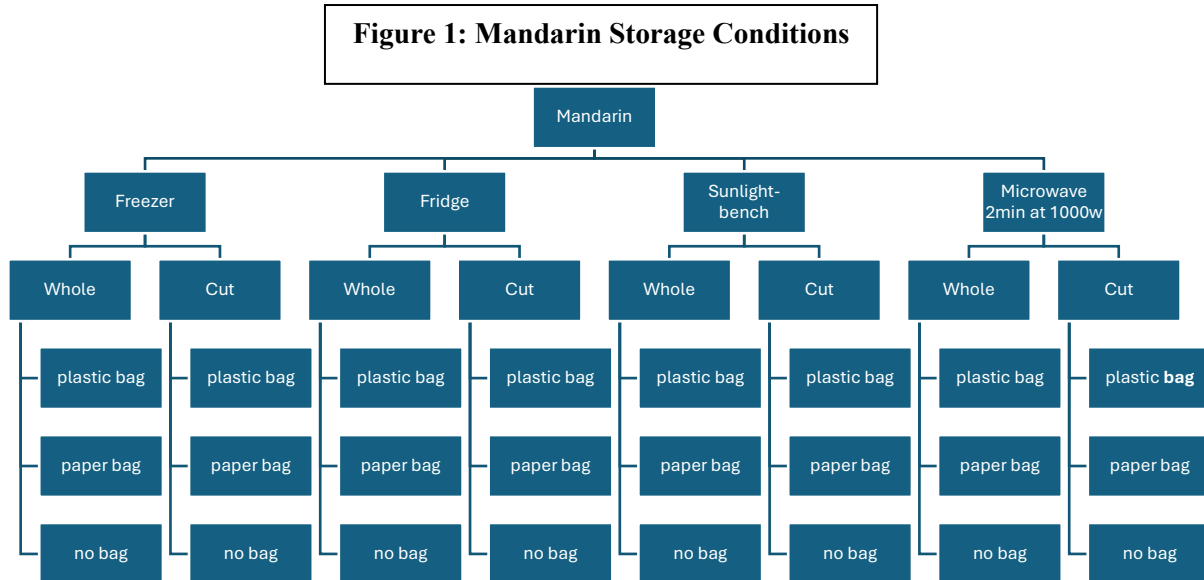 Figure 1: Mandarin Storage Conditions
Mandarin
Freezer
Fridge
Sunlight-
bench
Microwave
2min at 1000w
Whole
Cut
Whole
Cut
Whole
Cut
Whole
Cut
plastic bag
plastic bag
plastic bag
plastic bag
plastic bag
plastic bag
plastic bag
plastic bag
paper bag
paper bag
paper bag
paper bag
paper bag
paper bag
paper bag
paper bag
no bag
no bag
no bag
no bag
no bag
no bag
no bag
no bag